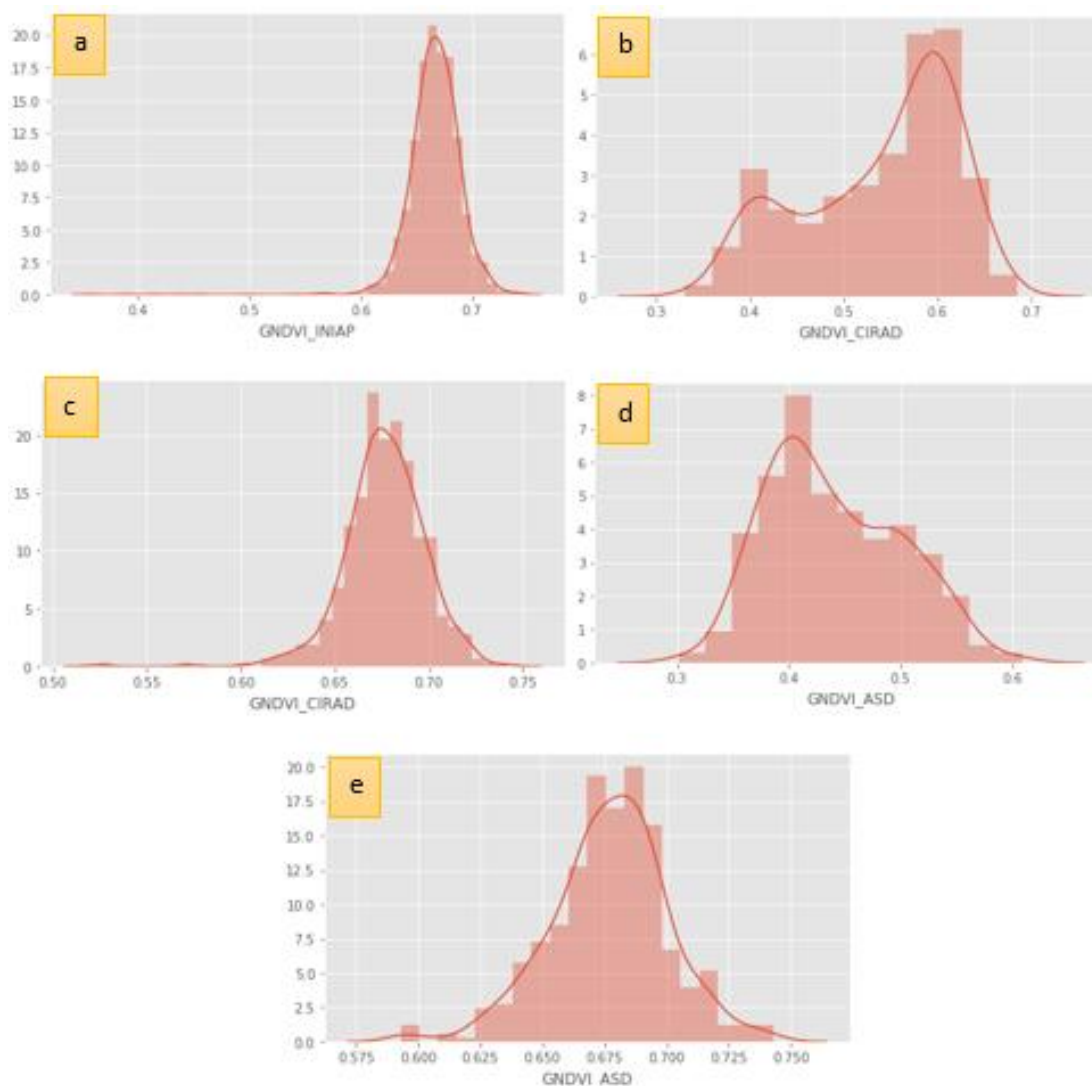 a
20.0
17.5
15.0
12.5
10.0
7.5
5.0
2.5
0.0
0.4 0.5 0.6 0.7
GNDVI_INIAP
b
6
5
4
3
2
1
0
0.3 0.4 0.5 0.6 0.7
GNDVI_CIRAD
c
20
15
10
5
0
0.50 0.55 0.60 0.65 0.70 0.75
GNDVI_CIRAD
d
8
7
6
5
4
3
2
1
0
0.3 0.4 0.5 0.6
GNDVI_ASD
e
20.0
17.5
15.0
12.5
10.0
7.5
5.0
2.5
0.0
0.575 0.600 0.625 0.650 0.675 0.700 0.725 0.750
GNDVI_ASD